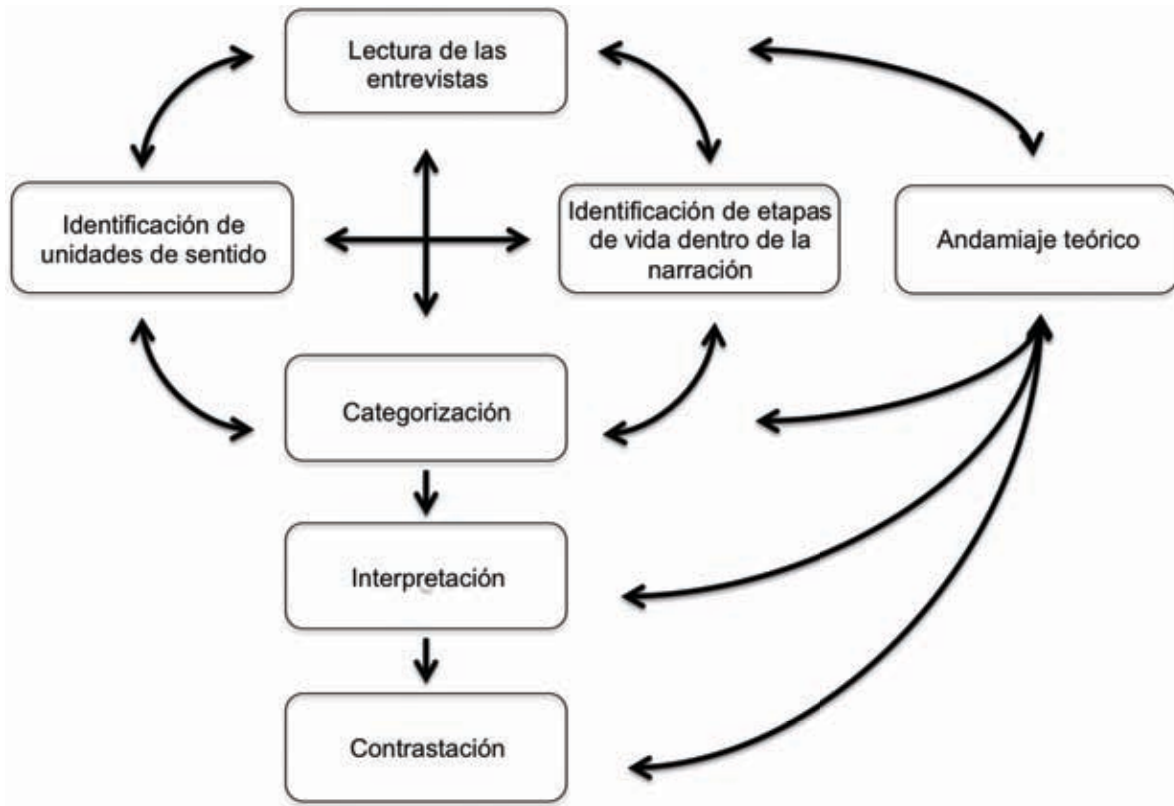 Lectura de las
entrevistas
Identificación de
unidades de sentido
Identificación de etapas
de vida dentro de la
narración
Andamiaje teórico
Categorización
Interpretación
Contrastación